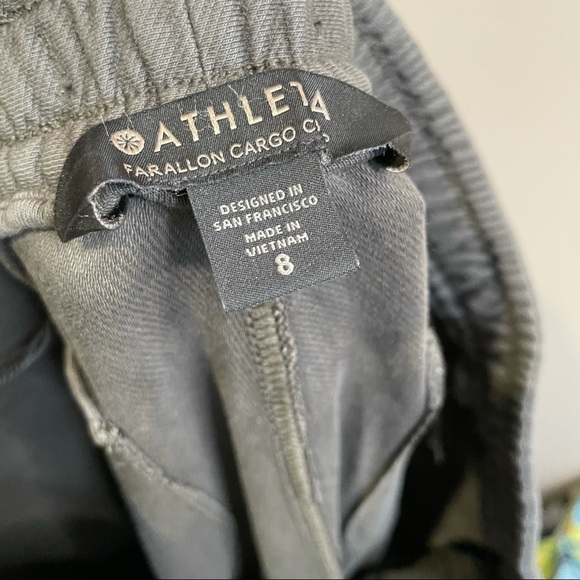 ATHLETA
FARALLON CARGO
DESIGNED IN
SAN FRANCISCO
MADE IN
VIETNAM
8